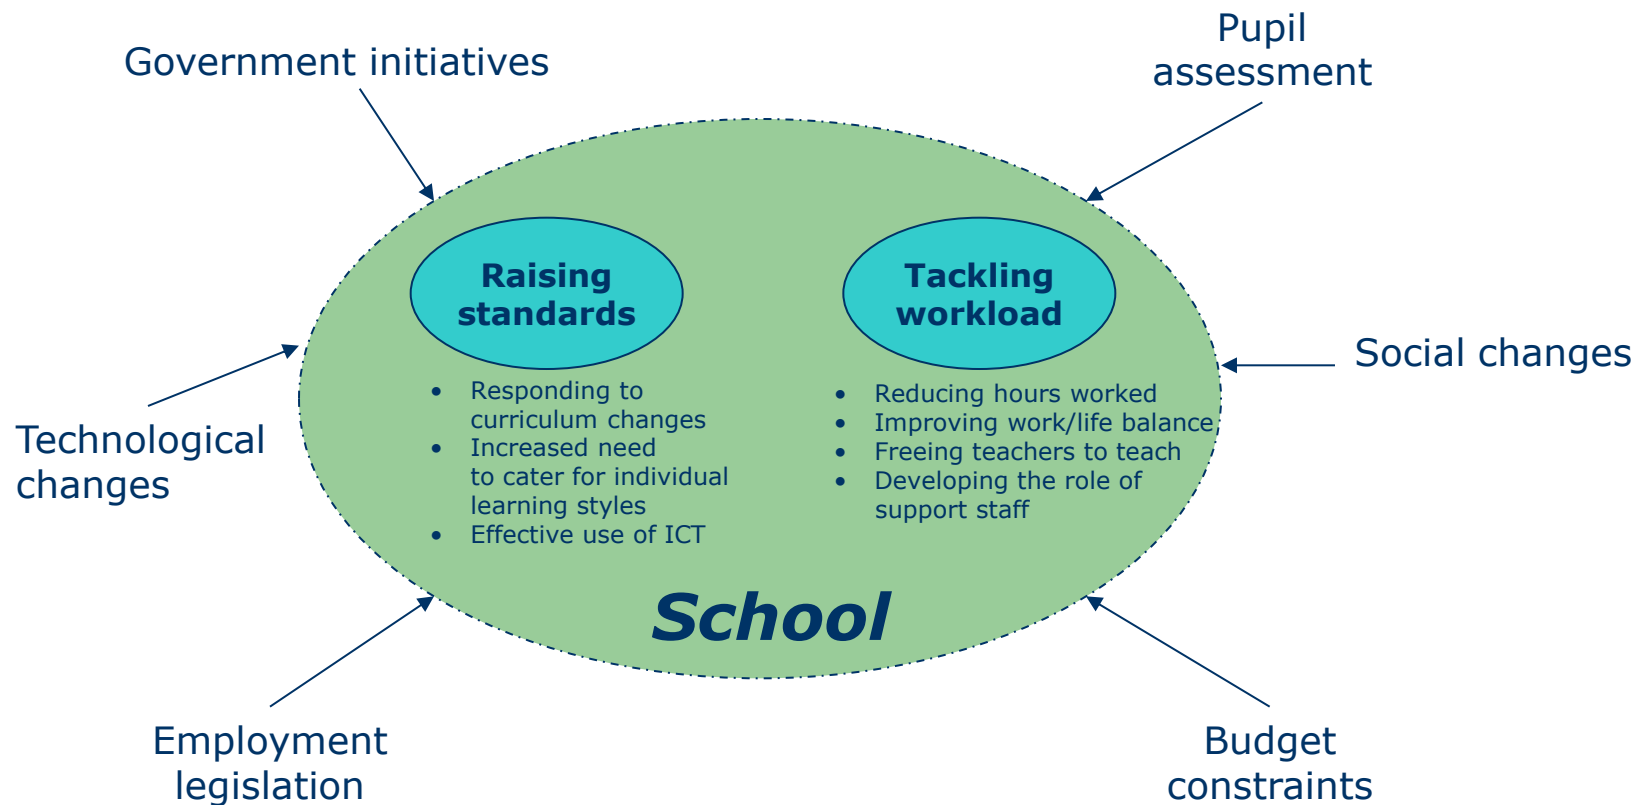 Government initiatives
Pupil
assessment
Raising
standards
Tackling
workload
Social changes
Technological
changes
• Responding to
curriculum changes
• Increased need
to cater for individual
learning styles
• Effective use of ICT
• Reducing hours worked
• Improving work/life balance
• Freeing teachers to teach
• Developing the role of
support staff
School
Employment
legislation
Budget
constraints